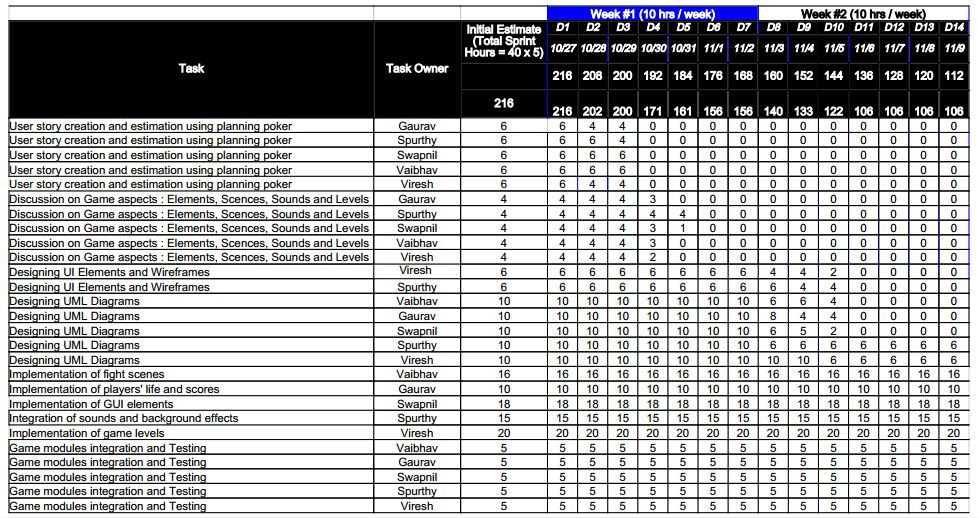 Week #1 (10 hrs / week) Week #2 (10 hrs / week)
Task Task Owner Initial Estimate (Total Sprint Hours = 40 x 5) D1 D2 D3 D4 D5 D6 D7 D8 D9 D10 D11 D12 D13 D14
10/27 10/28 10/29 10/30 10/31 11/1 11/2 11/3 11/4 11/5 11/6 11/7 11/8 11/9
216 208 200 192 184 176 168 160 152 144 136 128 120 112
216 216 202 200 171 161 156 156 140 133 122 106 106 106 106
User story creation and estimation using planning poker Gaurav 6 6 4 4 0 0 0 0 0 0 0 0 0 0 0
User story creation and estimation using planning poker Spurthy 6 6 6 4 0 0 0 0 0 0 0 0 0 0 0
User story creation and estimation using planning poker Swapnil 6 6 6 6 0 0 0 0 0 0 0 0 0 0 0
User story creation and estimation using planning poker Vaibhav 6 6 6 6 0 0 0 0 0 0 0 0 0 0 0
User story creation and estimation using planning poker Viresh 6 6 4 4 0 0 0 0 0 0 0 0 0 0 0
Discussion on Game aspects : Elements, Scences, Sounds and Levels Gaurav 4 4 4 4 3 0 0 0 0 0 0 0 0 0 0
Discussion on Game aspects : Elements, Scences, Sounds and Levels Spurthy 4 4 4 4 4 4 0 0 0 0 0 0 0 0 0
Discussion on Game aspects : Elements, Scences, Sounds and Levels Swapnil 4 4 4 4 3 1 0 0 0 0 0 0 0 0 0
Discussion on Game aspects : Elements, Scences, Sounds and Levels Vaibhav 4 4 4 4 3 0 0 0 0 0 0 0 0 0 0
Discussion on Game aspects : Elements, Scences, Sounds and Levels Viresh 4 4 4 4 2 0 0 0 0 0 0 0 0 0 0
Designing UI Elements and Wireframes Viresh 6 6 6 6 6 6 6 6 4 4 2 0 0 0 0
Designing UI Elements and Wireframes Spurthy 6 6 6 6 6 6 6 6 6 4 4 0 0 0 0
Designing UML Diagrams Vaibhav 10 10 10 10 10 10 10 10 6 6 4 0 0 0 0
Designing UML Diagrams Gaurav 10 10 10 10 10 10 10 10 8 4 4 0 0 0 0
Designing UML Diagrams Swapnil 10 10 10 10 10 10 10 10 6 5 2 0 0 0 0
Designing UML Diagrams Spurthy 10 10 10 10 10 10 10 10 6 6 6 6 6 6 6
Designing UML Diagrams Viresh 10 10 10 10 10 10 10 10 10 10 6 6 6 6 6
Implementation of fight scenes Vaibhav 16 16 16 16 16 16 16 16 16 16 16 16 16 16 16
Implementation of players' life and scores Gaurav 10 10 10 10 10 10 10 10 10 10 10 10 10 10 10
Implementation of GUI elements Swapnil 18 18 18 18 18 18 18 18 18 18 18 18 18 18 18
Integration of sounds and background effects Spurthy 15 15 15 15 15 15 15 15 15 15 15 15 15 15 15
Implementation of game levels Viresh 20 20 20 20 20 20 20 20 20 20 20 20 20 20 20
Game modules integration and Testing Vaibhav 5 5 5 5 5 5 5 5 5 5 5 5 5 5 5
Game modules integration and Testing Gaurav 5 5 5 5 5 5 5 5 5 5 5 5 5 5 5
Game modules integration and Testing Swapnil 5 5 5 5 5 5 5 5 5 5 5 5 5 5 5
Game modules integration and Testing Spurthy 5 5 5 5 5 5 5 5 5 5 5 5 5 5 5
Game modules integration and Testing Viresh 5 5 5 5 5 5 5 5 5 5 5 5 5 5 5